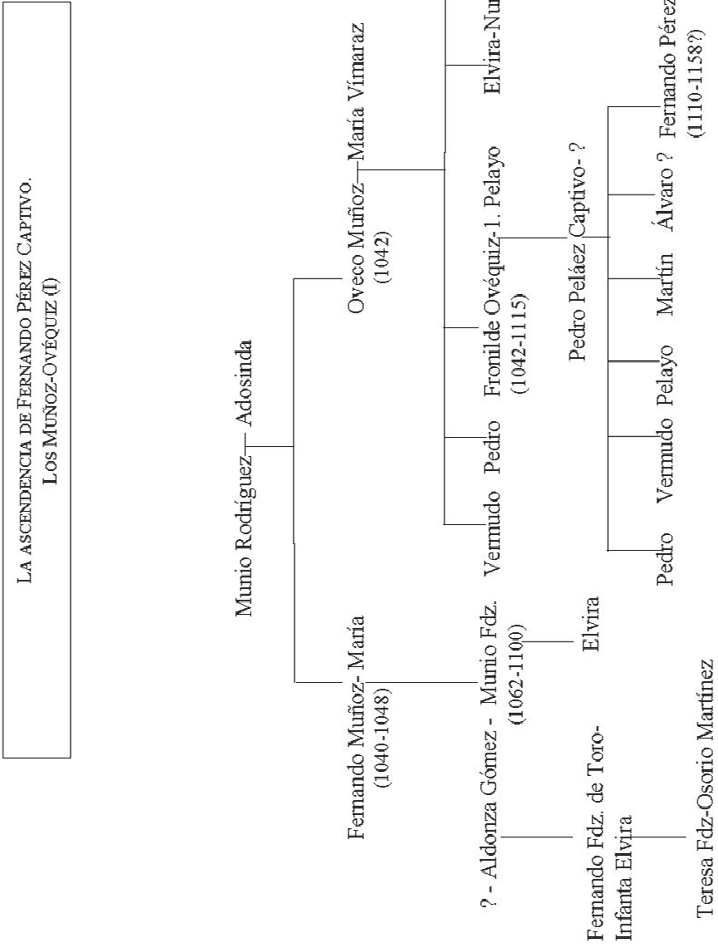 LA ASCENDENCIA DE FERNANDO PÉREZ CAPTIVO.
LOS MUÑOZ-OVÉQUIZ (I)
Munio Rodríguez Adosinda
Fernando Muñoz- María
(1040-1048)
Oveco Muñoz María Vímaraz
(1042)
? - Aldonza Gómez - Munio Fdz.
(1062-1100)
Vermudo
Pedro
Fronilde Ovéquiz- 1. Pelayo
(1042-1115)
Fernando Fdz. de Toro-
Infanta Elvira
Elvira
Pedro Peláez Captivo- ?
Teresa Fdz-Osorio Martínez
Pedro
Vermudo
Pelayo
Martín
Álvaro ?
Fernando Pérez
(1110-1158?)